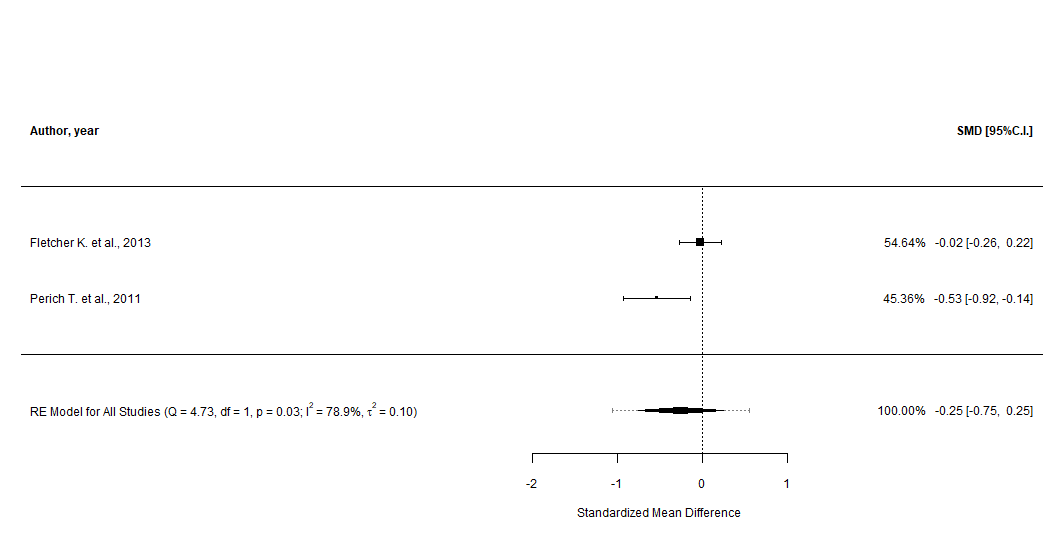 Author, year SMD [95%C.I.]
Fletcher K. et al., 2013 54.64% -0.02 [-0.26, 0.22]
Perich T. et al., 2011 45.36% -0.53 [-0.92, -0.14]
RE Model for All Studies (Q = 4.73, df = 1, p = 0.03; I² = 78.9%, τ² = 0.10) 100.00% -0.25 [-0.75, 0.25]
-2 -1 0 1
Standardized Mean Difference